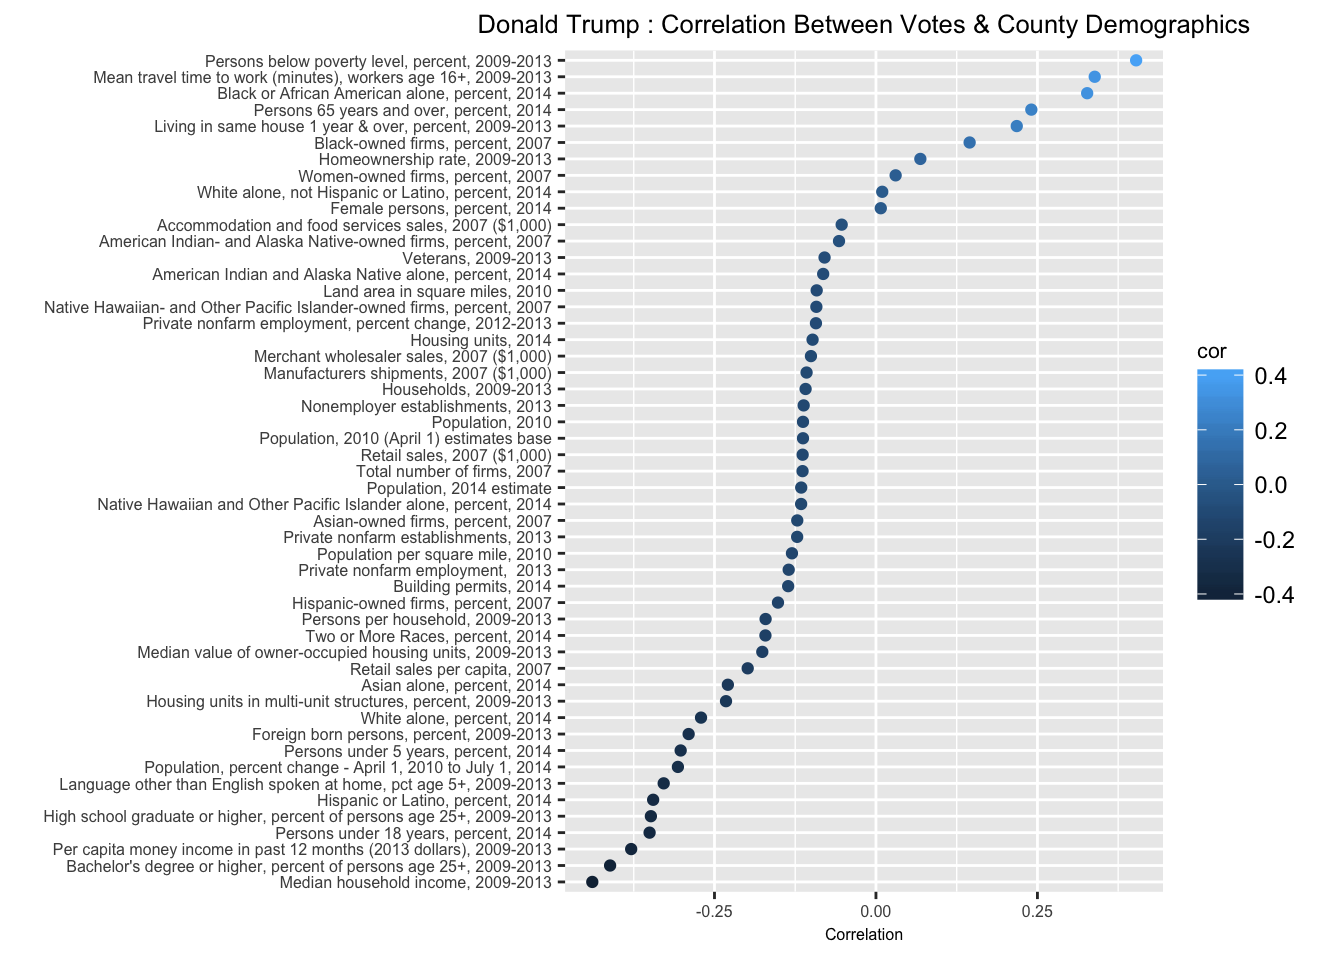 Donald Trump : Correlation Between Votes & County Demographics
Persons below poverty level, percent, 2009-2013
Mean travel time to work (minutes), workers age 16+, 2009-2013
Black or African American alone, percent, 2014
Persons 65 years and over, percent, 2014
Living in same house 1 year & over, percent, 2009-2013
Black-owned firms, percent, 2007
Homeownership rate, 2009-2013
Women-owned firms, percent, 2007
White alone, not Hispanic or Latino, percent, 2014
Female persons, percent, 2014
Accommodation and food services sales, 2007 ($1,000)
American Indian- and Alaska Native-owned firms, percent, 2007
Veterans, 2009-2013
American Indian and Alaska Native alone, percent, 2014
Land area in square miles, 2010
Native Hawaiian- and Other Pacific Islander-owned firms, percent, 2007
Private nonfarm employment, percent change, 2012-2013
Housing units, 2014
Merchant wholesaler sales, 2007 ($1,000)
Manufacturers shipments, 2007 ($1,000)
Households, 2009-2013
Nonemployer establishments, 2013
Population, 2010
Population, 2010 (April 1) estimates base
Retail sales, 2007 ($1,000)
Total number of firms, 2007
Population, 2014 estimate
Native Hawaiian and Other Pacific Islander alone, percent, 2014
Asian-owned firms, percent, 2007
Private nonfarm establishments, 2013
Population per square mile, 2010
Private nonfarm employment,  2013
Building permits, 2014
Hispanic-owned firms, percent, 2007
Persons per household, 2009-2013
Two or More Races, percent, 2014
Median value of owner-occupied housing units, 2009-2013
Retail sales per capita, 2007
Asian alone, percent, 2014
Housing units in multi-unit structures, percent, 2009-2013
White alone, percent, 2014
Foreign born persons, percent, 2009-2013
Persons under 5 years, percent, 2014
Population, percent change - April 1, 2010 to July 1, 2014
Language other than English spoken at home, pct age 5+, 2009-2013
Hispanic or Latino, percent, 2014
High school graduate or higher, percent of persons age 25+, 2009-2013
Persons under 18 years, percent, 2014
Per capita money income in past 12 months (2013 dollars), 2009-2013
Bachelor's degree or higher, percent of persons age 25+, 2009-2013
Median household income, 2009-2013
-0.25 0.00 0.25
Correlation
cor
0.4
0.2
0.0
-0.2
-0.4